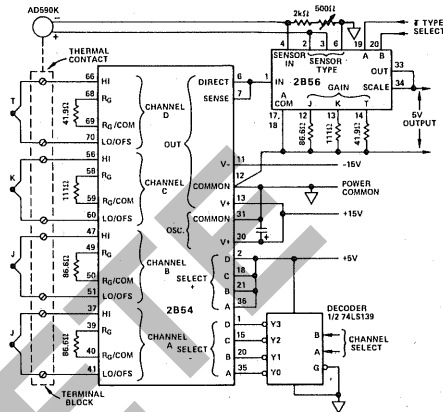 AD590K
−
+
2kΩ
500Ω
T TYPE
SELECT
THERMAL
CONTACT
4
2
3
6
19
20
SENSOR
IN
SENSOR
TYPE
A
B
2B56
IN
1
OUT
33
SCALE
34
A
COM
GAIN
J
K
T
17
18
12
13
14
86.6Ω
111Ω
41.9Ω
5V
OUTPUT
66
HI
68
RG
41.9Ω
69
RG/COM
70
LO/OFS
T
CHANNEL
D
DIRECT
6
SENSE
7
OUT
56
HI
58
RG
111Ω
59
RG/COM
60
LO/OFS
K
CHANNEL
C
V−
11
−15V
12
COMMON
POWER
COMMON
V+
13
OSC.
COMMON
31
+
V+
30
+15V
47
HI
49
RG
86.6Ω
50
RG/COM
51
LO/OFS
J
CHANNEL
B
SELECT
+
D
2
+5V
C
18
B
21
A
36
2B54
37
HI
39
RG
86.6Ω
40
RG/COM
41
LO/OFS
J
CHANNEL
A
SELECT
−
D
1
C
15
B
20
A
35
DECODER
1/2 74LS139
Y3
Y2
Y1
Y0
B
A
G
CHANNEL
SELECT
TERMINAL
BLOCK